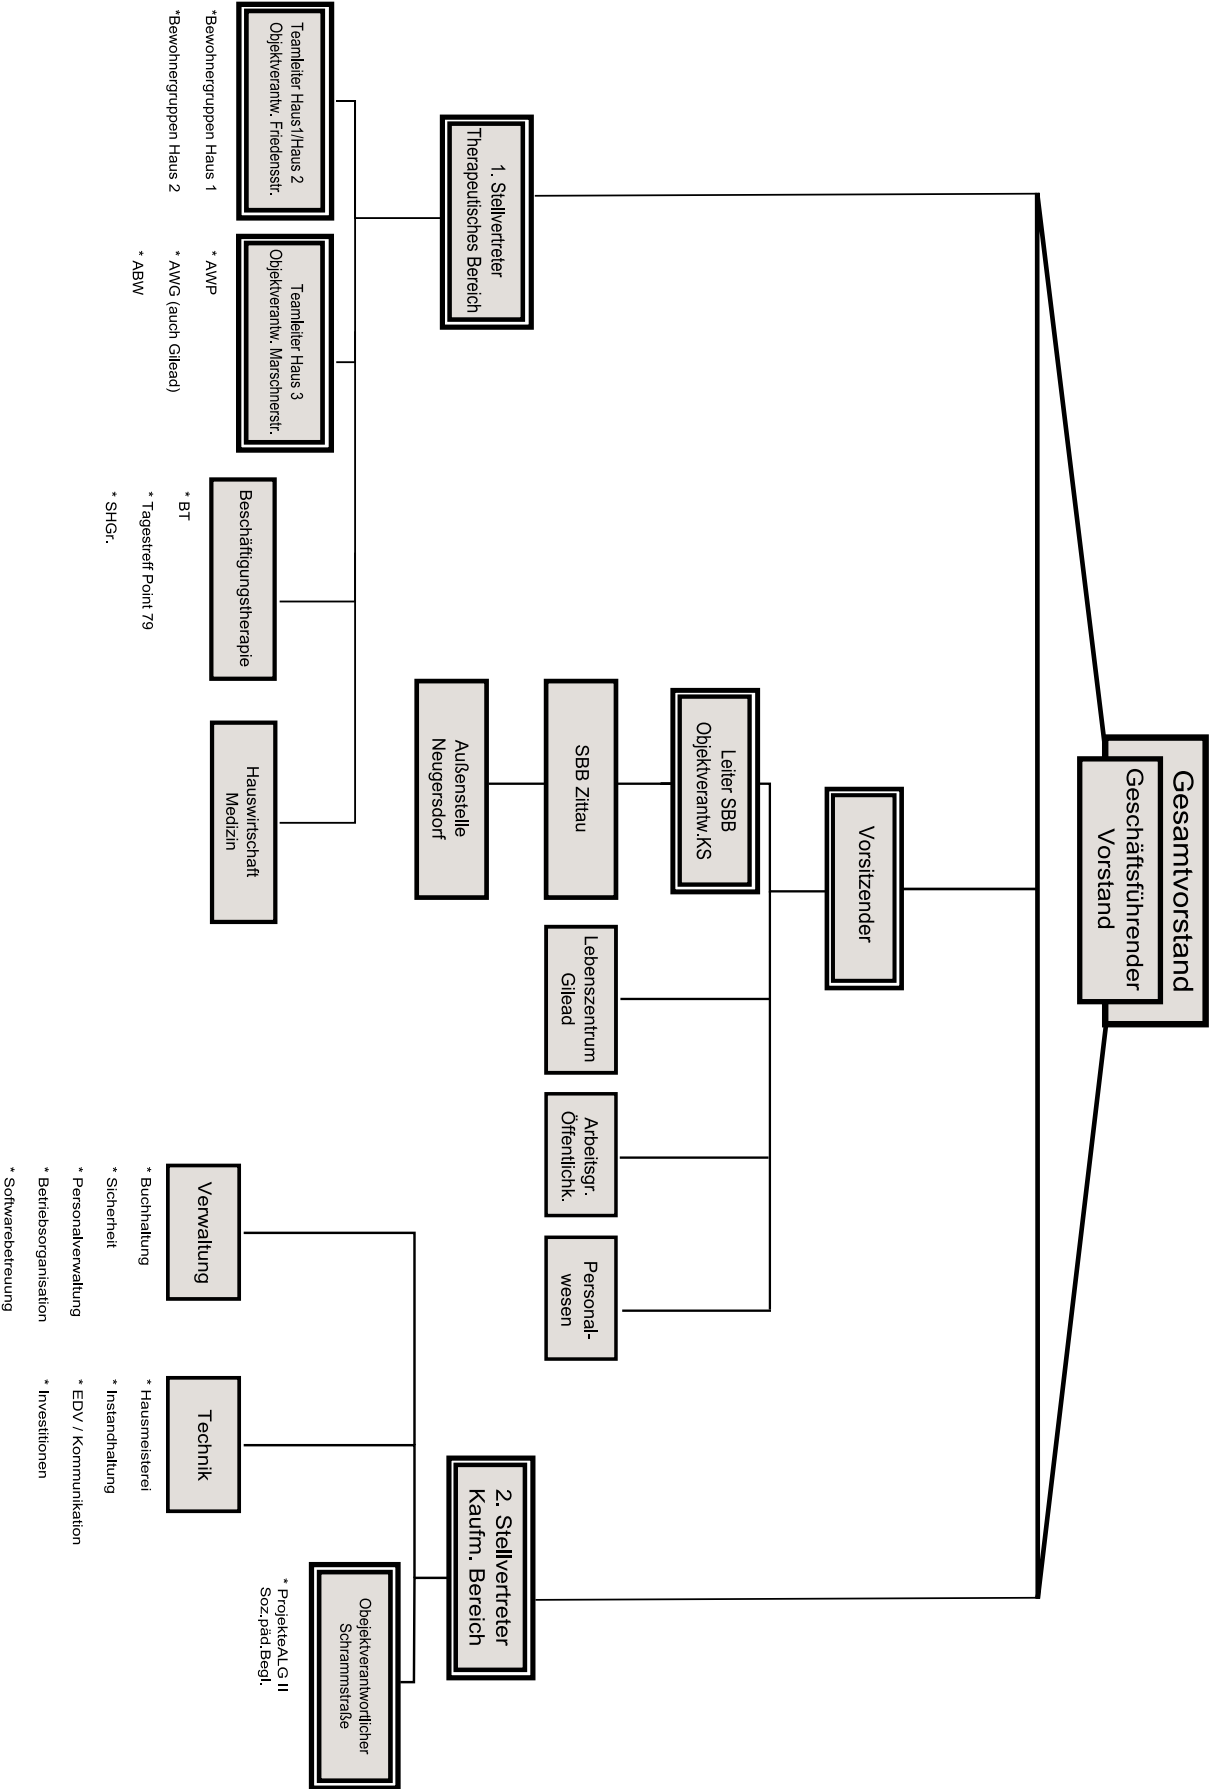 Gesamtvorstand
Geschäftsführender
Vorstand
1. Stellvertreter
Therapeutisches Bereich
Vorsitzender
2. Stellvertreter
Kaufm. Bereich
Teamleiter Haus1/Haus 2
Objektverantw. Friedensstr.
*Bewohnergruppen Haus 1
*Bewohnergruppen Haus 2
Teamleiter Haus 3
Objektverantw. Marschnerstr.
* AWP
* AWG (auch Gilead)
* ABW
Beschäftigungstherapie
* BT
* Tagestreff Point 79
* SHGr.
Hauswirtschaft
Medizin
Leiter SBB
Objektverantw.KS
SBB Zittau
Außenstelle
Neugersdorf
Lebenszentrum
Gilead
Arbeitsgr.
Öffentlichk.
Personal-
wesen
Verwaltung
* Buchhaltung
* Sicherheit
* Personalverwaltung
* Betriebsorganisation
* Softwarebetreuung
Technik
* Hausmeisterei
* Instandhaltung
* EDV / Kommunikation
* Investitionen
Obejektverantwortlicher
Schrammstraße
* ProjekteALG II
Soz.päd.Begl.